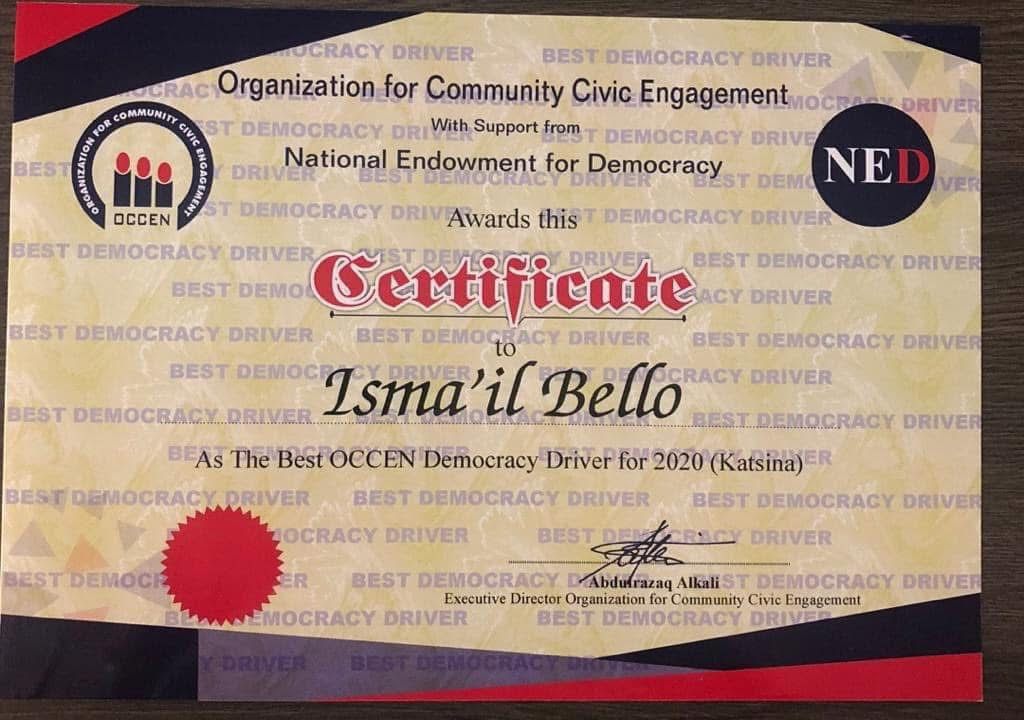 Organization for Community Civic Engagement
With Support from
National Endowment for Democracy
ORGANIZATION FOR COMMUNITY CIVIC ENGAGEMENT
OCCEN
NED
Awards this
Certificate
to
Isma'il Bello
As The Best OCCEN Democracy Driver for 2020 (Katsina)
Abdulrazaq Alkali
Executive Director Organization for Community Civic Engagement
BEST DEMOCRACY DRIVER